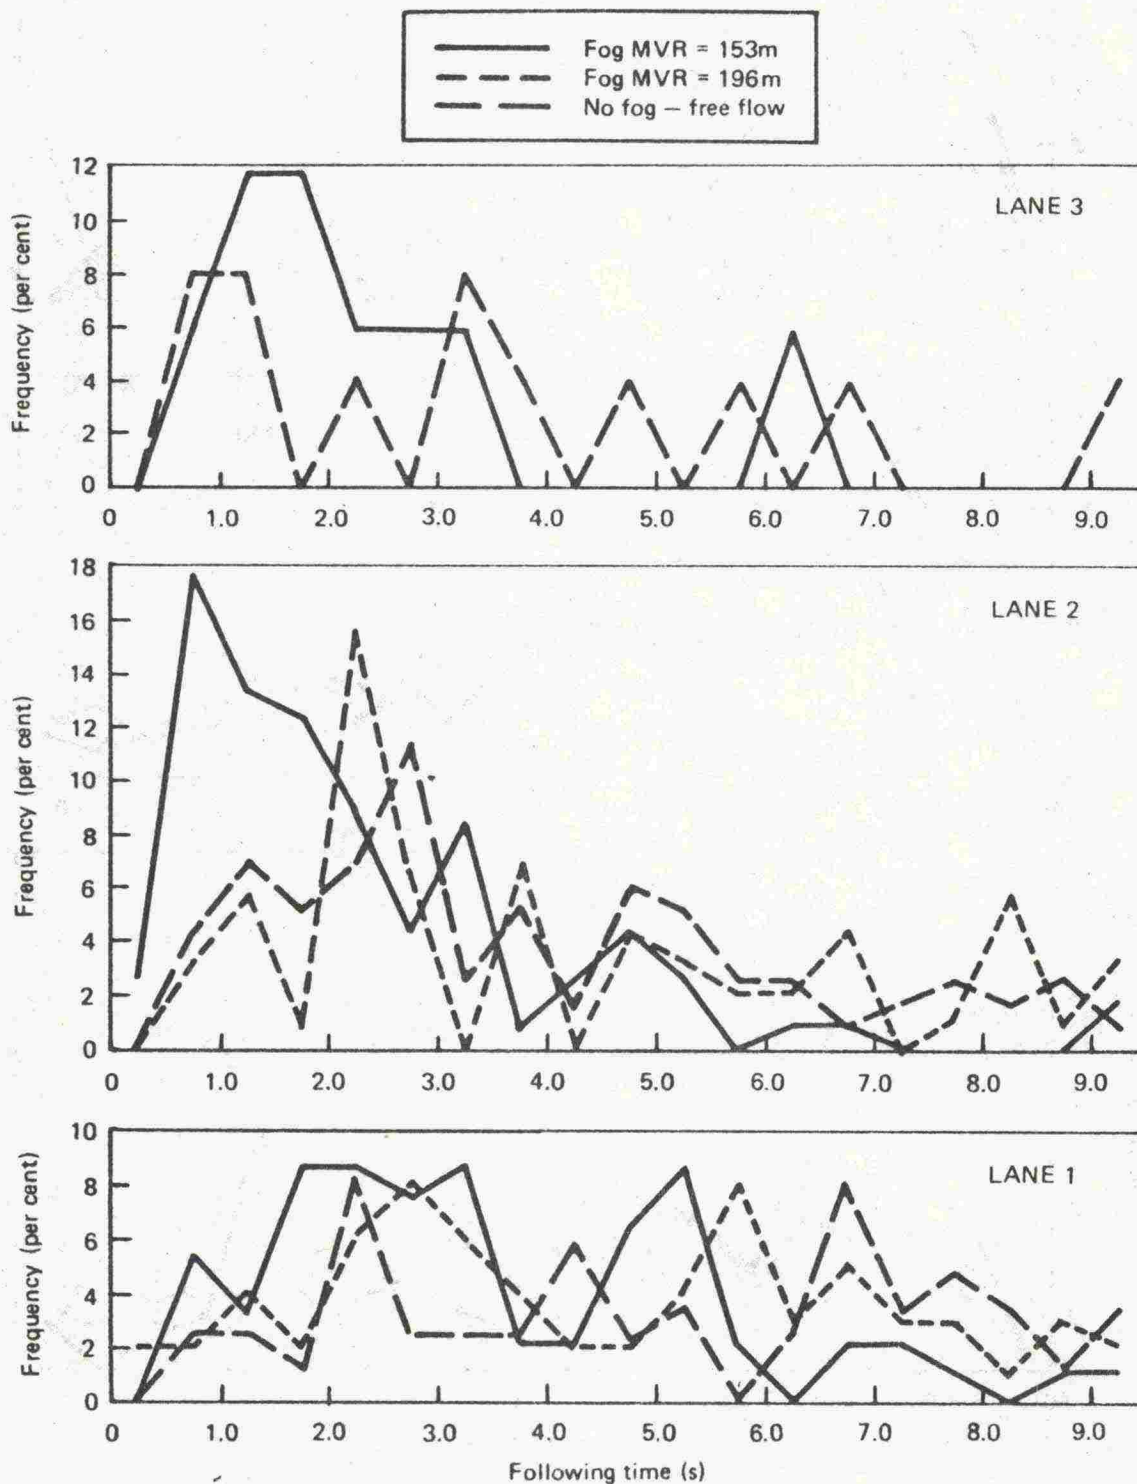 Fog MVR = 153m
Fog MVR = 196m
No fog — free flow
LANE 3
Frequency (per cent)
12
10
8
6
4
2
0
0 1.0 2.0 3.0 4.0 5.0 6.0 7.0 8.0 9.0
LANE 2
Frequency (per cent)
18
16
14
12
10
8
6
4
2
0
0 1.0 2.0 3.0 4.0 5.0 6.0 7.0 8.0 9.0
LANE 1
Frequency (per cent)
10
8
6
4
2
0
0 1.0 2.0 3.0 4.0 5.0 6.0 7.0 8.0 9.0
Following time (s)